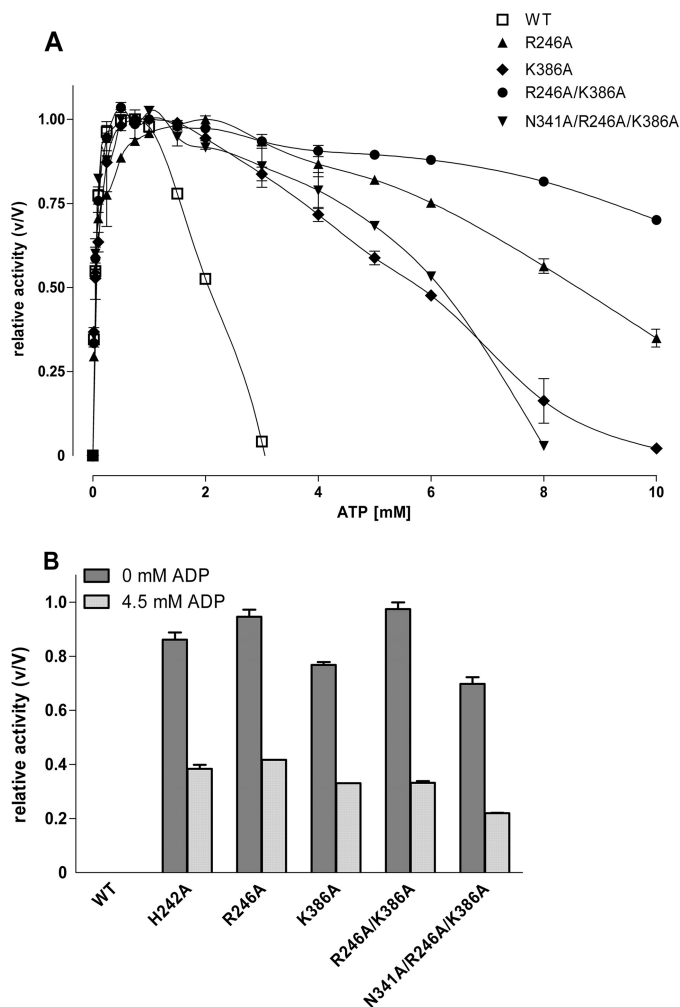 A
WT
R246A
K386A
R246A/K386A
N341A/R246A/K386A
relative activity (v/V)
1.00
0.75
0.50
0.25
0
0 2 4 6 8 10
ATP [mM]
B
0 mM ADP
4.5 mM ADP
relative activity (v/V)
1.0
0.8
0.6
0.4
0.2
0
WT
H242A
R246A
K386A
R246A/K386A
N341A/R246A/K386A